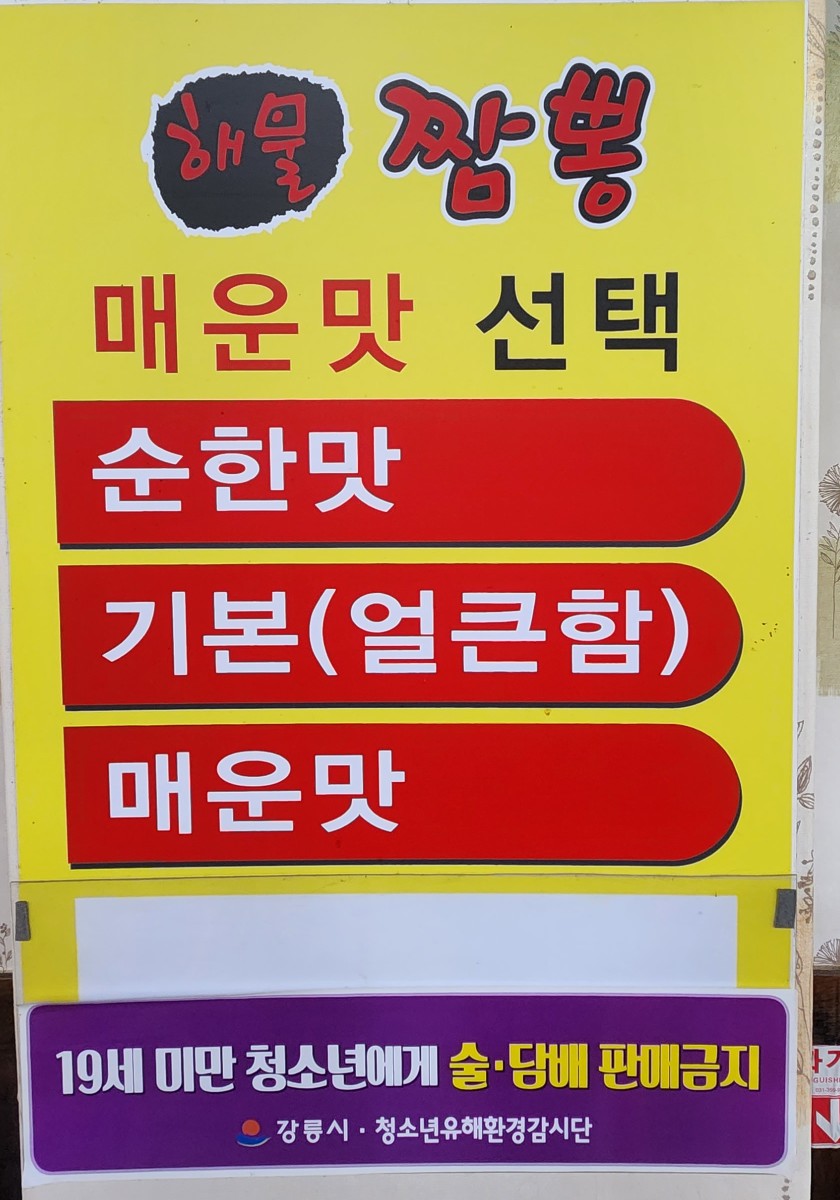 해물 짬뽕
매운맛 선택
순한맛
기본(얼큰함)
매운맛
19세 미만 청소년에게 술·담배 판매금지
강릉시 · 청소년유해환경감시단